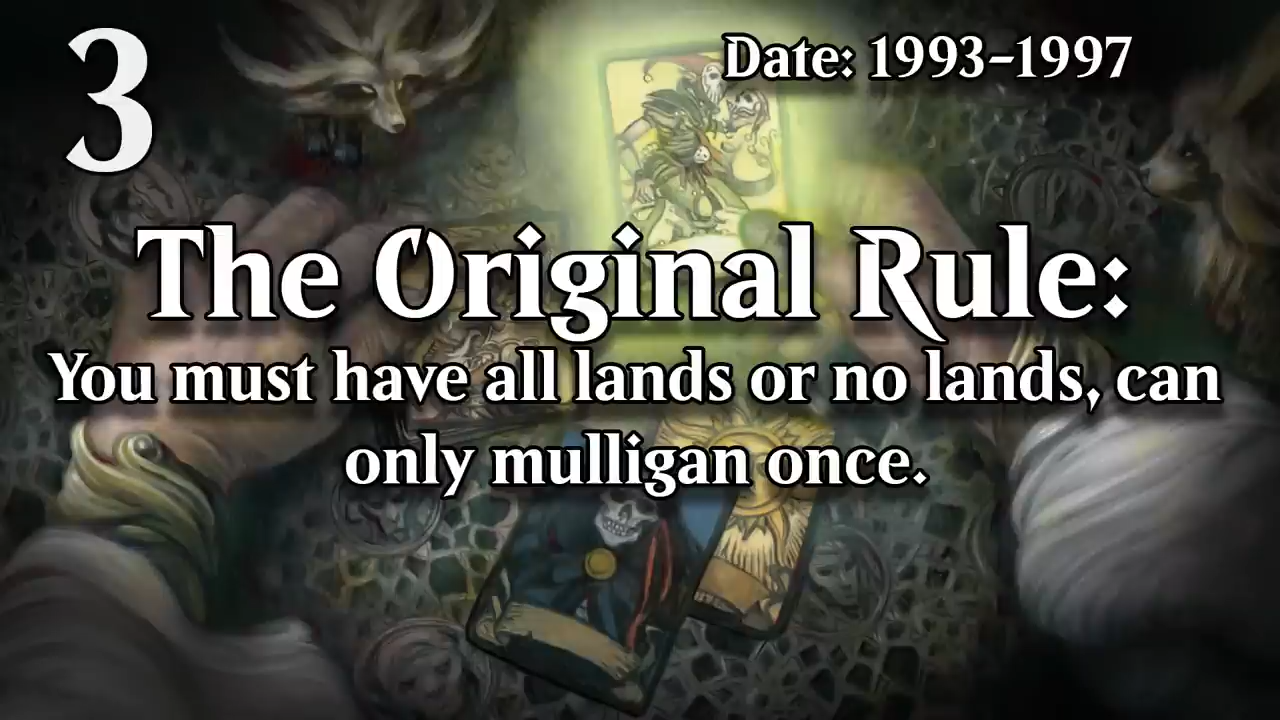 3
Date: 1993-1997
The Original Rule:
You must have all lands or no lands, can
only mulligan once.